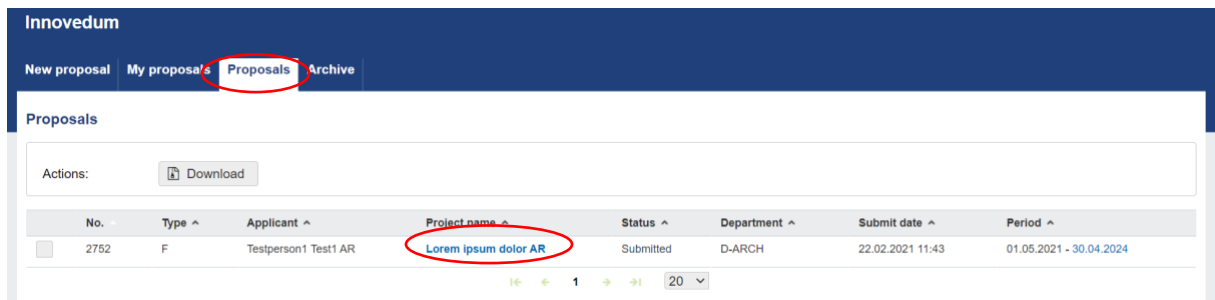 Innovedum
New proposal My proposals Proposals Archive
Proposals
Actions: Download
No. Type Applicant Project name Status Department Submit date Period
2752 F Testperson1 Test1 AR Lorem ipsum dolor AR Submitted D-ARCH 22.02.2021 11:43 01.05.2021 - 30.04.2024
1 20